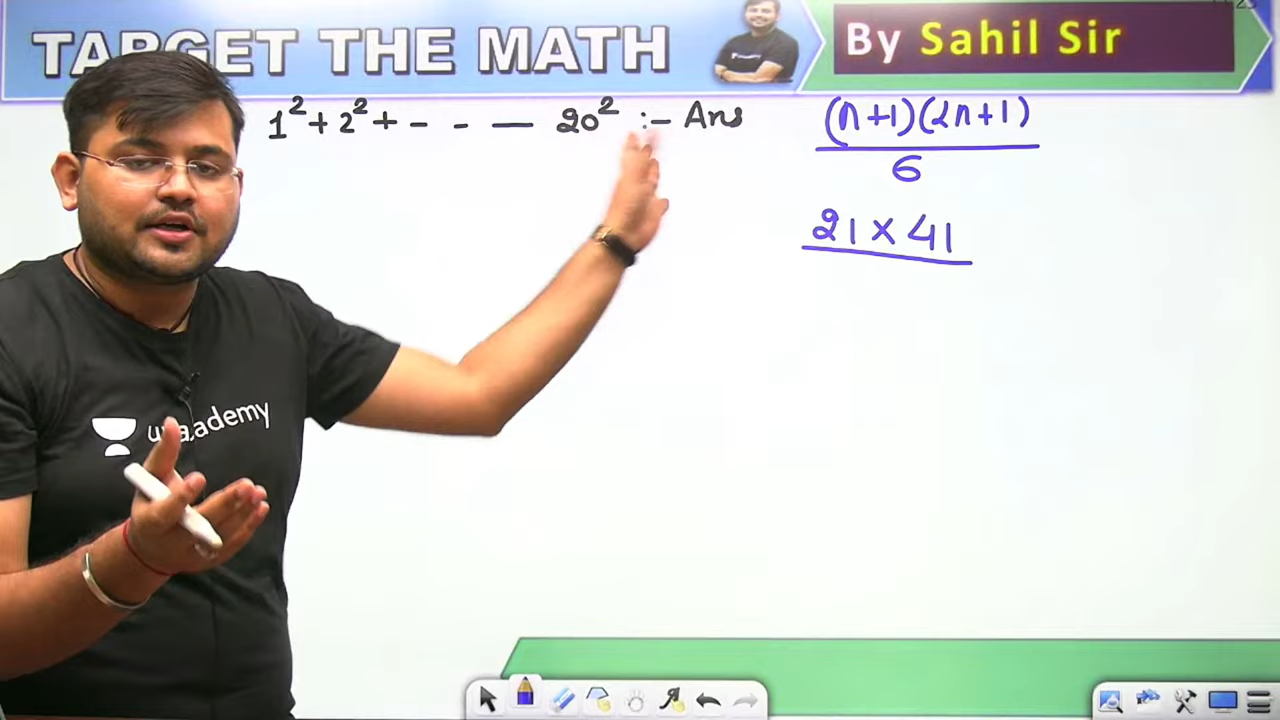 TARGET THE MATH
By Sahil Sir
1² + 2² + - - — 20² :- Ans
(n+1)(2n+1)
6
21 × 41
unacademy